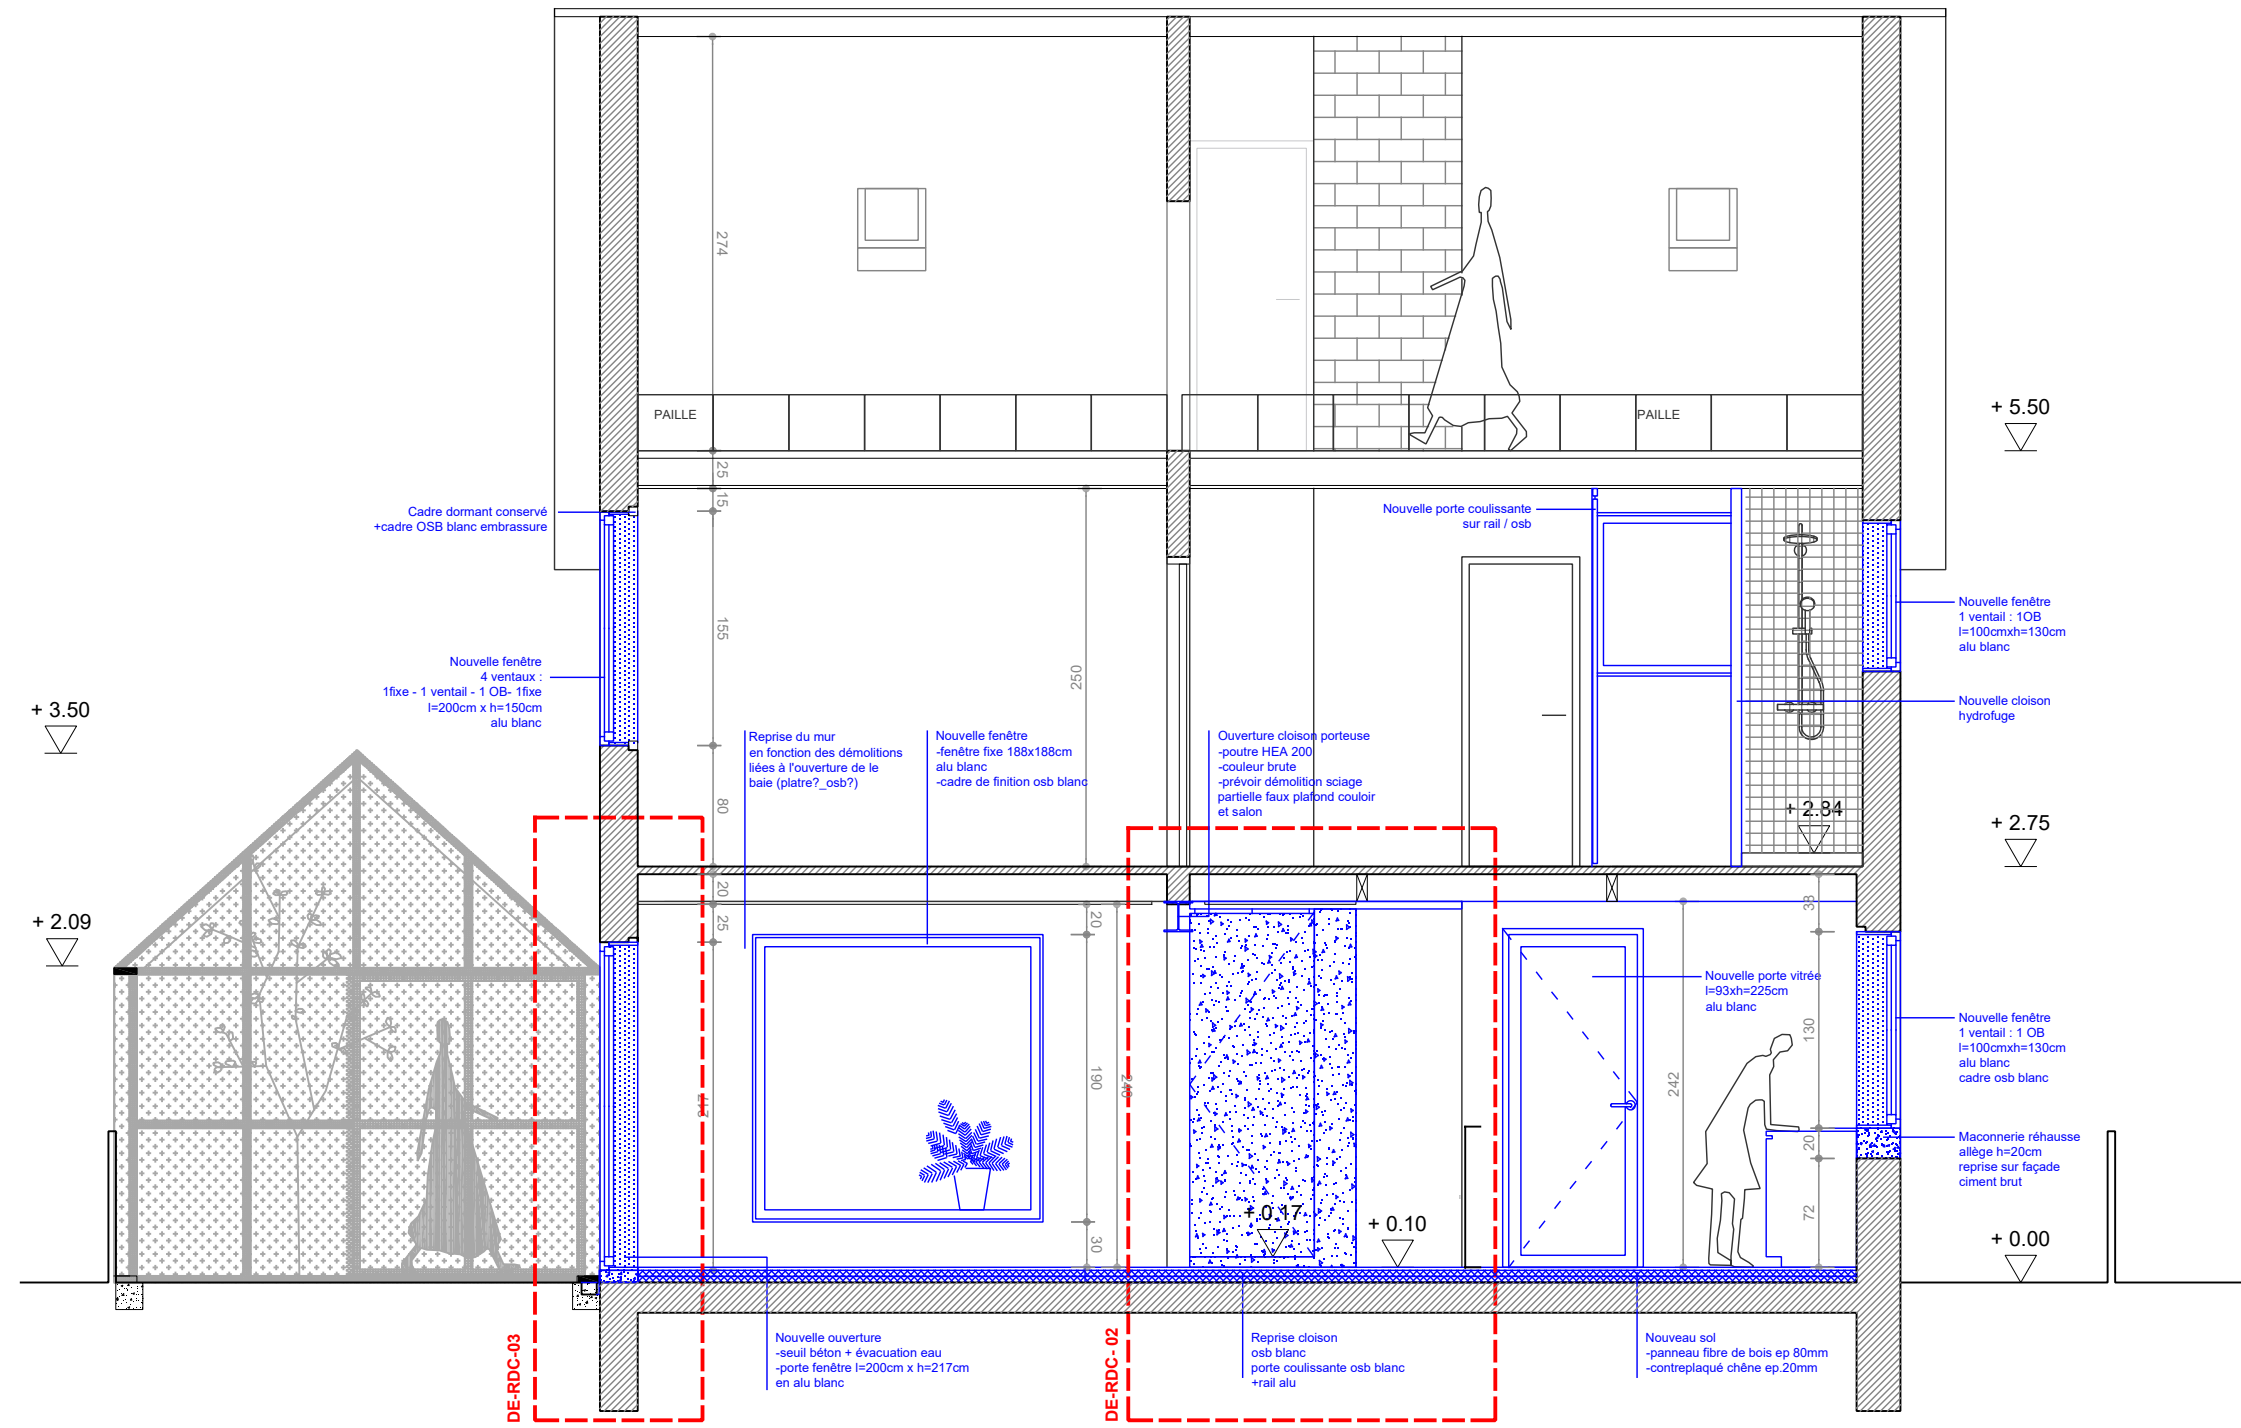 274
PAILLE
PAILLE
+ 5.50
25
15
Cadre dormant conservé
+cadre OSB blanc embrassure
Nouvelle porte coulissante
sur rail / osb
155
250
Nouvelle fenêtre
1 ventail : 1OB
l=100cmxh=130cm
alu blanc
Nouvelle fenêtre
4 ventaux :
1fixe - 1 ventail - 1 OB- 1fixe
l=200cm x h=150cm
alu blanc
Nouvelle cloison
hydrofuge
+ 3.50
Reprise du mur
en fonction des démolitions
liées à l'ouverture de le
baie (platre?_osb?)
Nouvelle fenêtre
-fenêtre fixe 188x188cm
alu blanc
-cadre de finition osb blanc
Ouverture cloison porteuse
-poutre HEA 200
-couleur brute
-prévoir démolition sciage
partielle faux plafond couloir
et salon
80
+ 2.84
+ 2.75
20
25
20
38
+ 2.09
Nouvelle porte vitrée
l=93xh=225cm
alu blanc
130
Nouvelle fenêtre
1 ventail : 1 OB
l=100cmxh=130cm
alu blanc
cadre osb blanc
217
190
240
242
20
Maconnerie réhausse
allège h=20cm
reprise sur façade
ciment brut
72
+ 0.17
+ 0.10
30
+ 0.00
DE-RDC-03
Nouvelle ouverture
-seuil béton + évacuation eau
-porte fenêtre l=200cm x h=217cm
en alu blanc
DE-RDC- 02
Reprise cloison
osb blanc
porte coulissante osb blanc
+rail alu
Nouveau sol
-panneau fibre de bois ep 80mm
-contreplaqué chêne ep.20mm